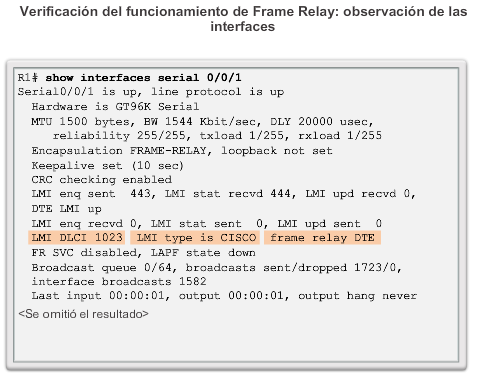 Verificación del funcionamiento de Frame Relay: observación de las
interfaces
R1# show interfaces serial 0/0/1
Serial0/0/1 is up, line protocol is up
Hardware is GT96K Serial
MTU 1500 bytes, BW 1544 Kbit/sec, DLY 20000 usec,
reliability 255/255, txload 1/255, rxload 1/255
Encapsulation FRAME-RELAY, loopback not set
Keepalive set (10 sec)
CRC checking enabled
LMI enq sent  443, LMI stat recvd 444, LMI upd recvd 0,
DTE LMI up
LMI enq recvd 0, LMI stat sent  0, LMI upd sent  0
LMI DLCI 1023  LMI type is CISCO  frame relay DTE
FR SVC disabled, LAPF state down
Broadcast queue 0/64, broadcasts sent/dropped 1723/0,
interface broadcasts 1582
Last input 00:00:01, output 00:00:01, output hang never
<Se omitió el resultado>